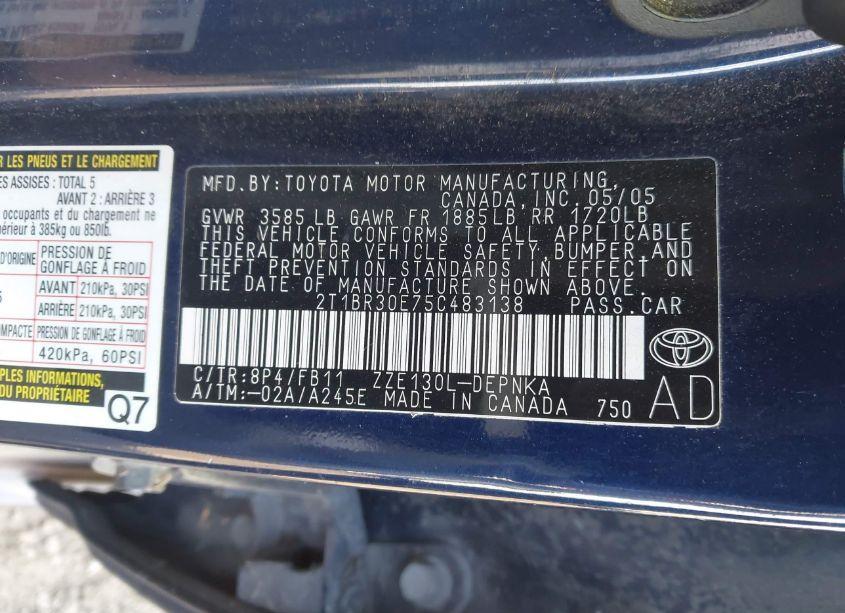 R LES PNEUS ET LE CHARGEMENT
ES ASSISES : TOTAL 5
AVANT 2 : ARRIÈRE 3
occupants et du chargement ne
érieur à 385kg ou 850lb.
D'ORIGINE PRESSION DE GONFLAGE À FROID
AVANT 210kPa, 30PSI
ARRIÈRE 210kPa, 30PSI
COMPACTE PRESSION DE GONFLAGE À FROID
420kPa, 60PSI
DU PROPRIÉTAIRE
Q7
MFD.BY:TOYOTA MOTOR MANUFACTURING,
CANADA, INC. 05/05
GVWR 3585 LB GAWR FR 1885LB RR 1720LB
THIS VEHICLE CONFORMS TO ALL APPLICABLE
FEDERAL MOTOR VEHICLE SAFETY, BUMPER, AND
THEFT PREVENTION STANDARDS IN EFFECT ON
THE DATE OF MANUFACTURE SHOWN ABOVE.
2T1BR30E75C483138 PASS.CAR
C/TR:8P4/FB11 ZZE130L-DEPNKA
A/TM:-02A/A245E MADE IN CANADA 750
AD